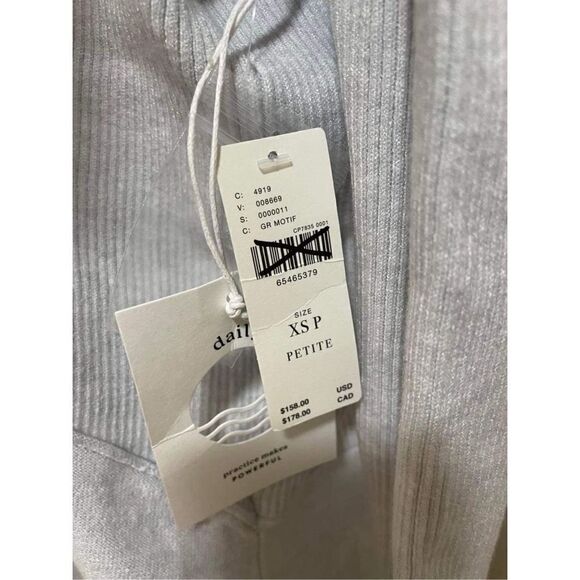 C: 4919
V: 008669
S: 0000011
C: GR MOTIF
CP7835 0001
65465379
SIZE
XS P
PETITE
$158.00 USD
$178.00 CAD
practice makes
POWERFUL